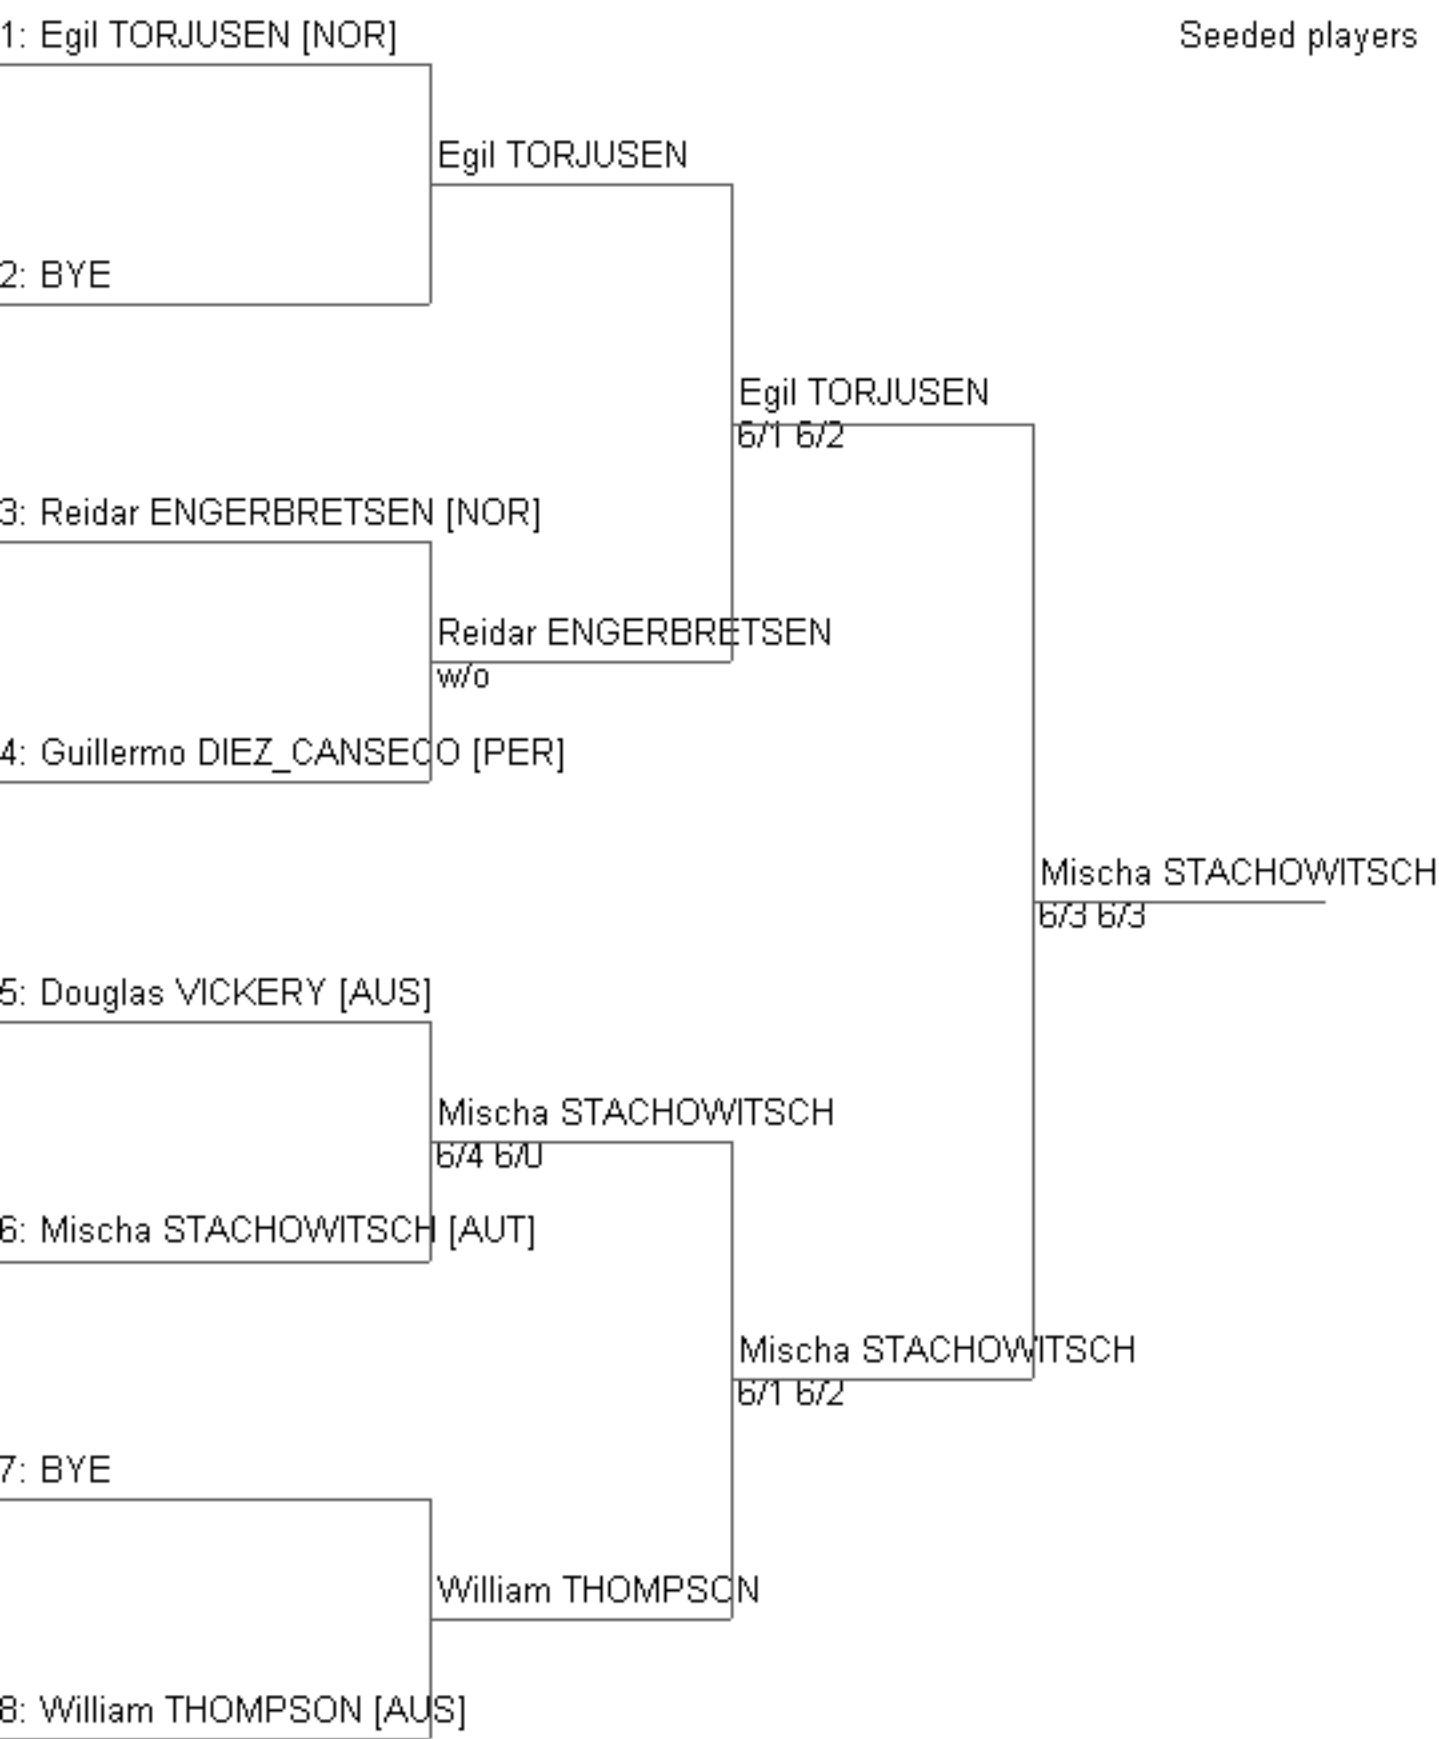 1: Egil TORJUSEN [NOR]
Seeded players
Egil TORJUSEN
2: BYE
Egil TORJUSEN
6/1 6/2
3: Reidar ENGERBRETSEN [NOR]
Reidar ENGERBRETSEN
w/o
4: Guillermo DIEZ_CANSECO [PER]
Mischa STACHOWITSCH
6/3 6/3
5: Douglas VICKERY [AUS]
Mischa STACHOWITSCH
6/4 6/0
6: Mischa STACHOWITSCH [AUT]
Mischa STACHOWITSCH
6/1 6/2
7: BYE
William THOMPSON
8: William THOMPSON [AUS]